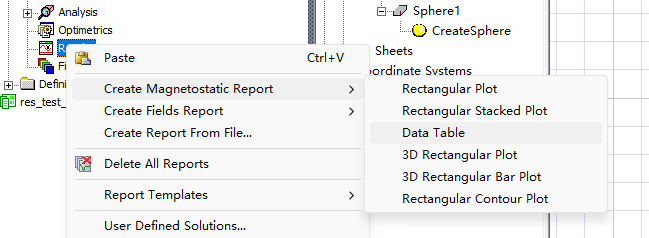 Analysis
Optimetrics
Paste Ctrl+V
Create Magnetostatic Report
Create Fields Report
Create Report From File...
Delete All Reports
Report Templates
User Defined Solutions...
Rectangular Plot
Rectangular Stacked Plot
Data Table
3D Rectangular Plot
3D Rectangular Bar Plot
Rectangular Contour Plot
Sphere1
CreateSphere
Sheets
oordinate Systems
Defini
res_test_